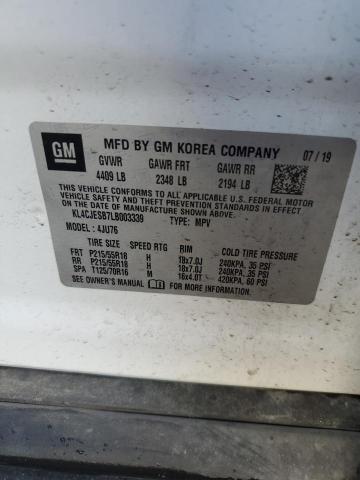 GM
MFD BY GM KOREA COMPANY 07/19
GVWR GAWR FRT GAWR RR
4409 LB 2348 LB 2194 LB
THIS VEHICLE CONFORMS TO ALL APPLICABLE U.S. FEDERAL MOTOR
VEHICLE SAFETY, BUMPER, AND THEFT PREVENTION STANDARDS IN
EFFECT ON THE DATE OF MANUFACTURE SHOWN ABOVE.
KL4CJESB7LB003339 TYPE: MPV
MODEL: 4JU76
TIRE SIZE SPEED RTG RIM COLD TIRE PRESSURE
FRT P215/55R18 H 18x7.0J 240KPA, 35 PSI
RR P215/55R18 H 18x7.0J 240KPA, 35 PSI
SPA T125/70R16 M 16x4.0T 420KPA, 60 PSI
SEE OWNER'S MANUAL FOR ADDITIONAL INFORMATION